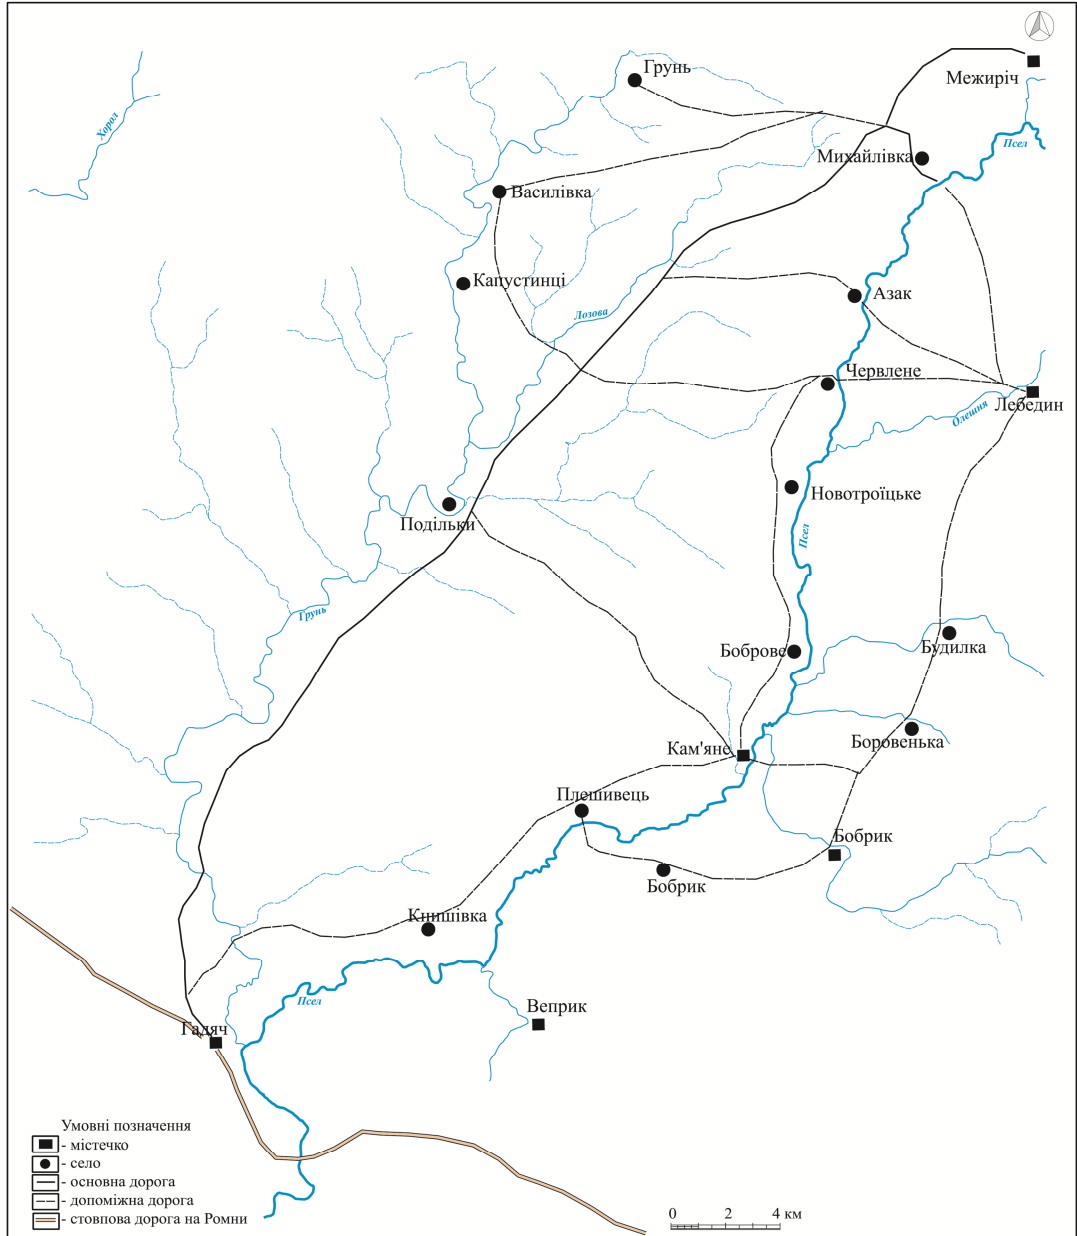 Грунь
Межиріч
Хорол
Псел
Михайлівка
Василівка
Капустинці
Азак
Лозова
Червлене
Лебедин
Олешня
Новотроїцьке
Подільки
Псел
Грунь
Боброве
Будилка
Боровенька
Кам'яне
Плешивець
Бобрик
Бобрик
Книшівка
Псел
Веприк
Гадяч
Умовні позначення
- містечко
- село
- основна дорога
- допоміжна дорога
- стовпова дорога на Ромни
0 2 4 км